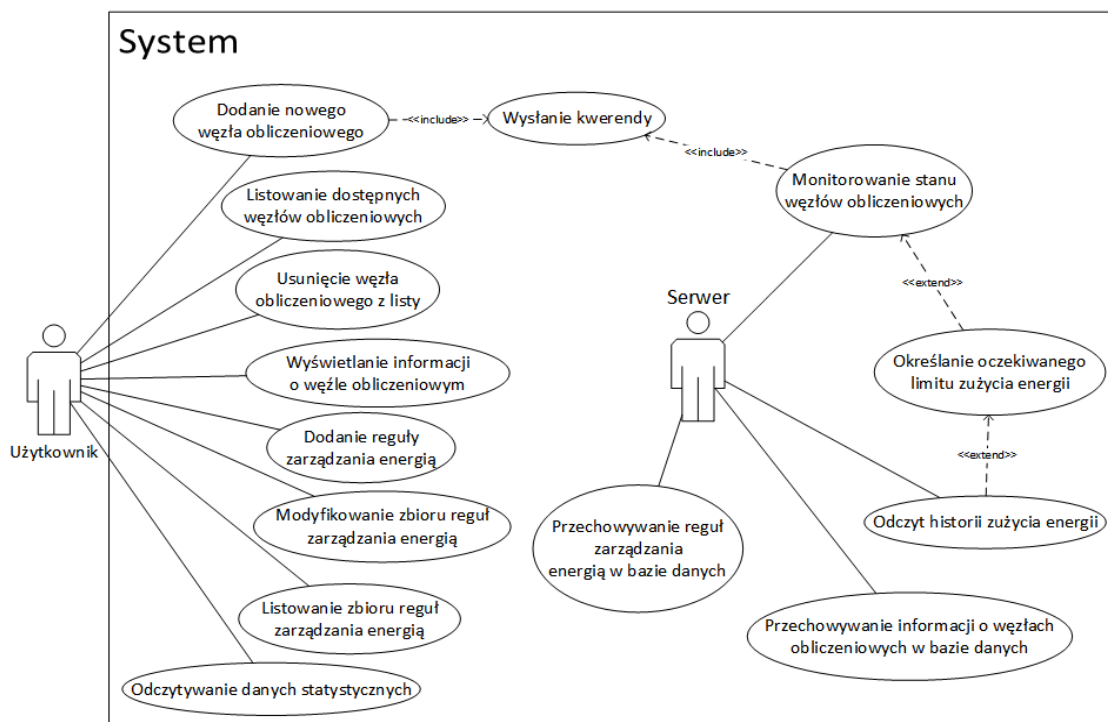 System
Dodanie nowego
węzła obliczeniowego
<<include>>
Wysłanie kwerendy
<<include>>
Monitorowanie stanu
węzłów obliczeniowych
Listowanie dostępnych
węzłów obliczeniowych
Usunięcie węzła
obliczeniowego z listy
<<extend>>
Serwer
Wyświetlanie informacji
o węźle obliczeniowym
Określanie oczekiwanego
limitu zużycia energii
Użytkownik
Dodanie reguły
zarządzania energią
<<extend>>
Modyfikowanie zbioru reguł
zarządzania energią
Przechowywanie reguł
zarządzania
energią w bazie danych
Odczyt historii zużycia energii
Listowanie zbioru reguł
zarządzania energią
Przechowywanie informacji o węzłach
obliczeniowych w bazie danych
Odczytywanie danych statystycznych